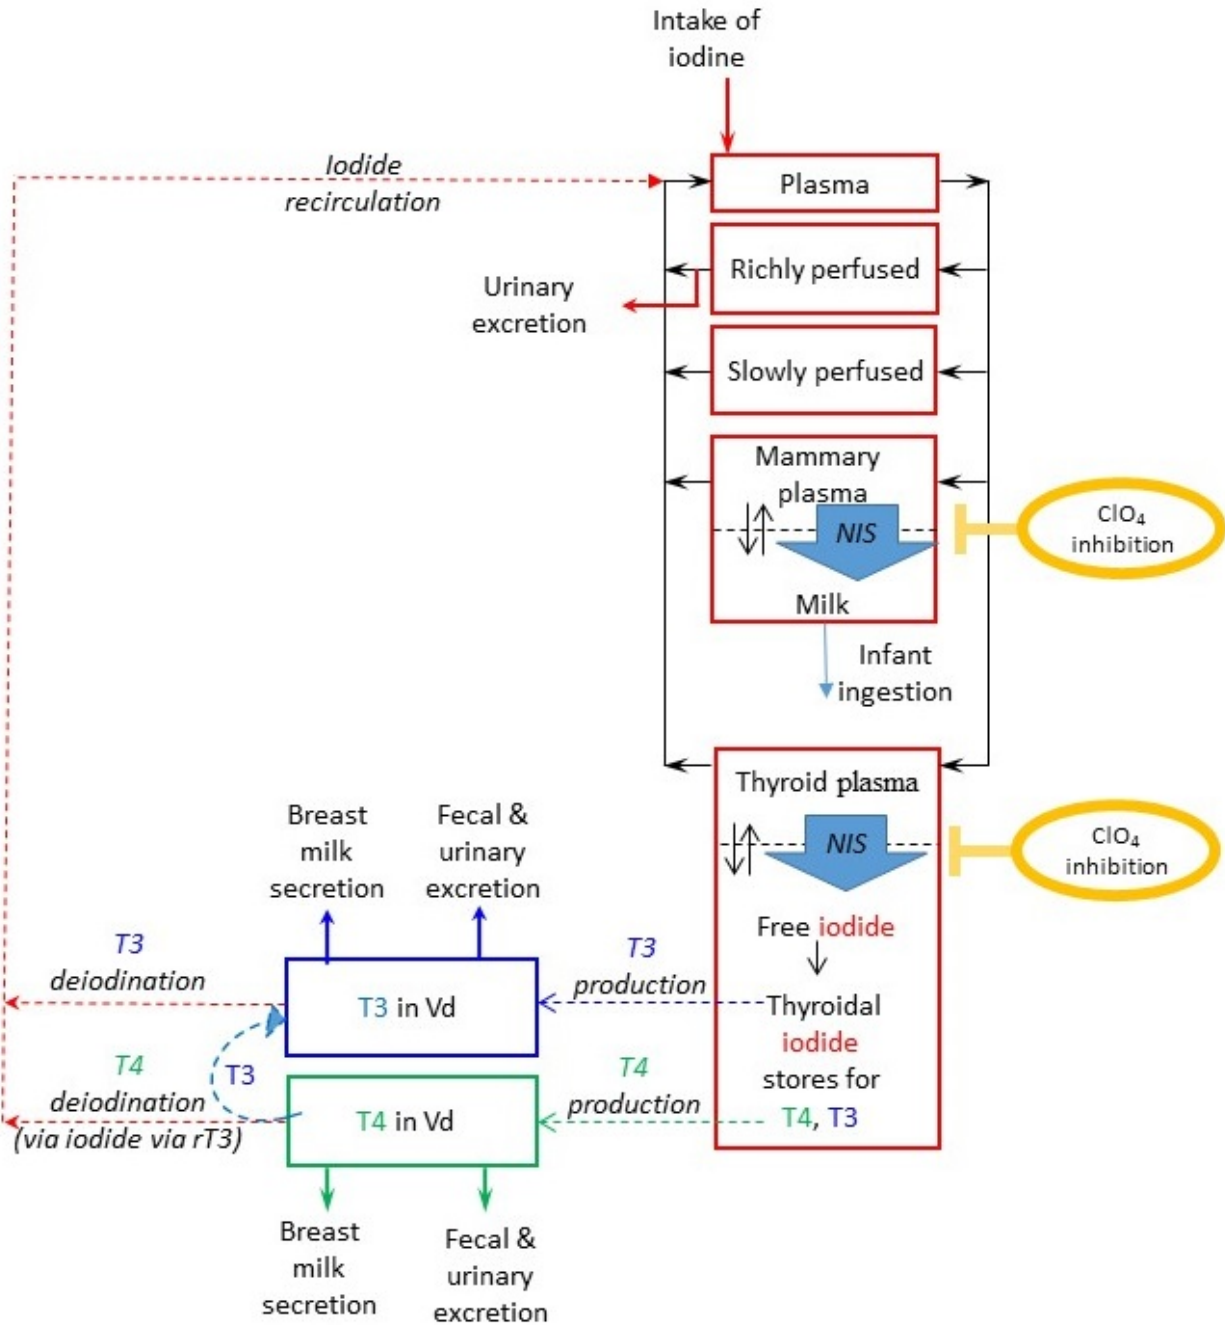 Intake of
iodine
Iodide
recirculation
Plasma
Richly perfused
Urinary
excretion
Slowly perfused
Mammary
plasma
NIS
ClO₄
inhibition
Milk
Infant
ingestion
Thyroid plasma
NIS
ClO₄
inhibition
Breast
milk
secretion
Fecal &
urinary
excretion
Free iodide
T3
deiodination
T3 in Vd
T3
production
Thyroidal
iodide
stores for
T4, T3
T3
T4
deiodination
(via iodide via rT3)
T4 in Vd
T4
production
Breast
milk
secretion
Fecal &
urinary
excretion